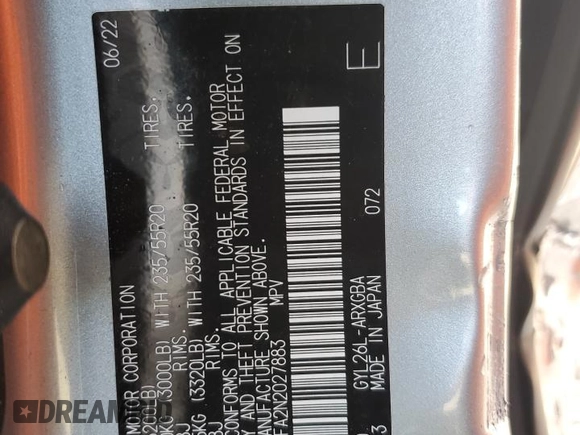 MOTOR CORPORATION 06/22
200LB)
KG (3000LB) WITH 235/55R20 TIRES,
RIMS.
KG (3320LB) WITH 235/55R20 TIRES,
RIMS.
CONFORMS TO ALL APPLICABLE FEDERAL MOTOR
AND THEFT PREVENTION STANDARDS IN EFFECT ON
MANUFACTURE SHOWN ABOVE.
FA2N2027883 MPV
E
GYL26L-ARXGBA
MADE IN JAPAN 072
DREAMBID